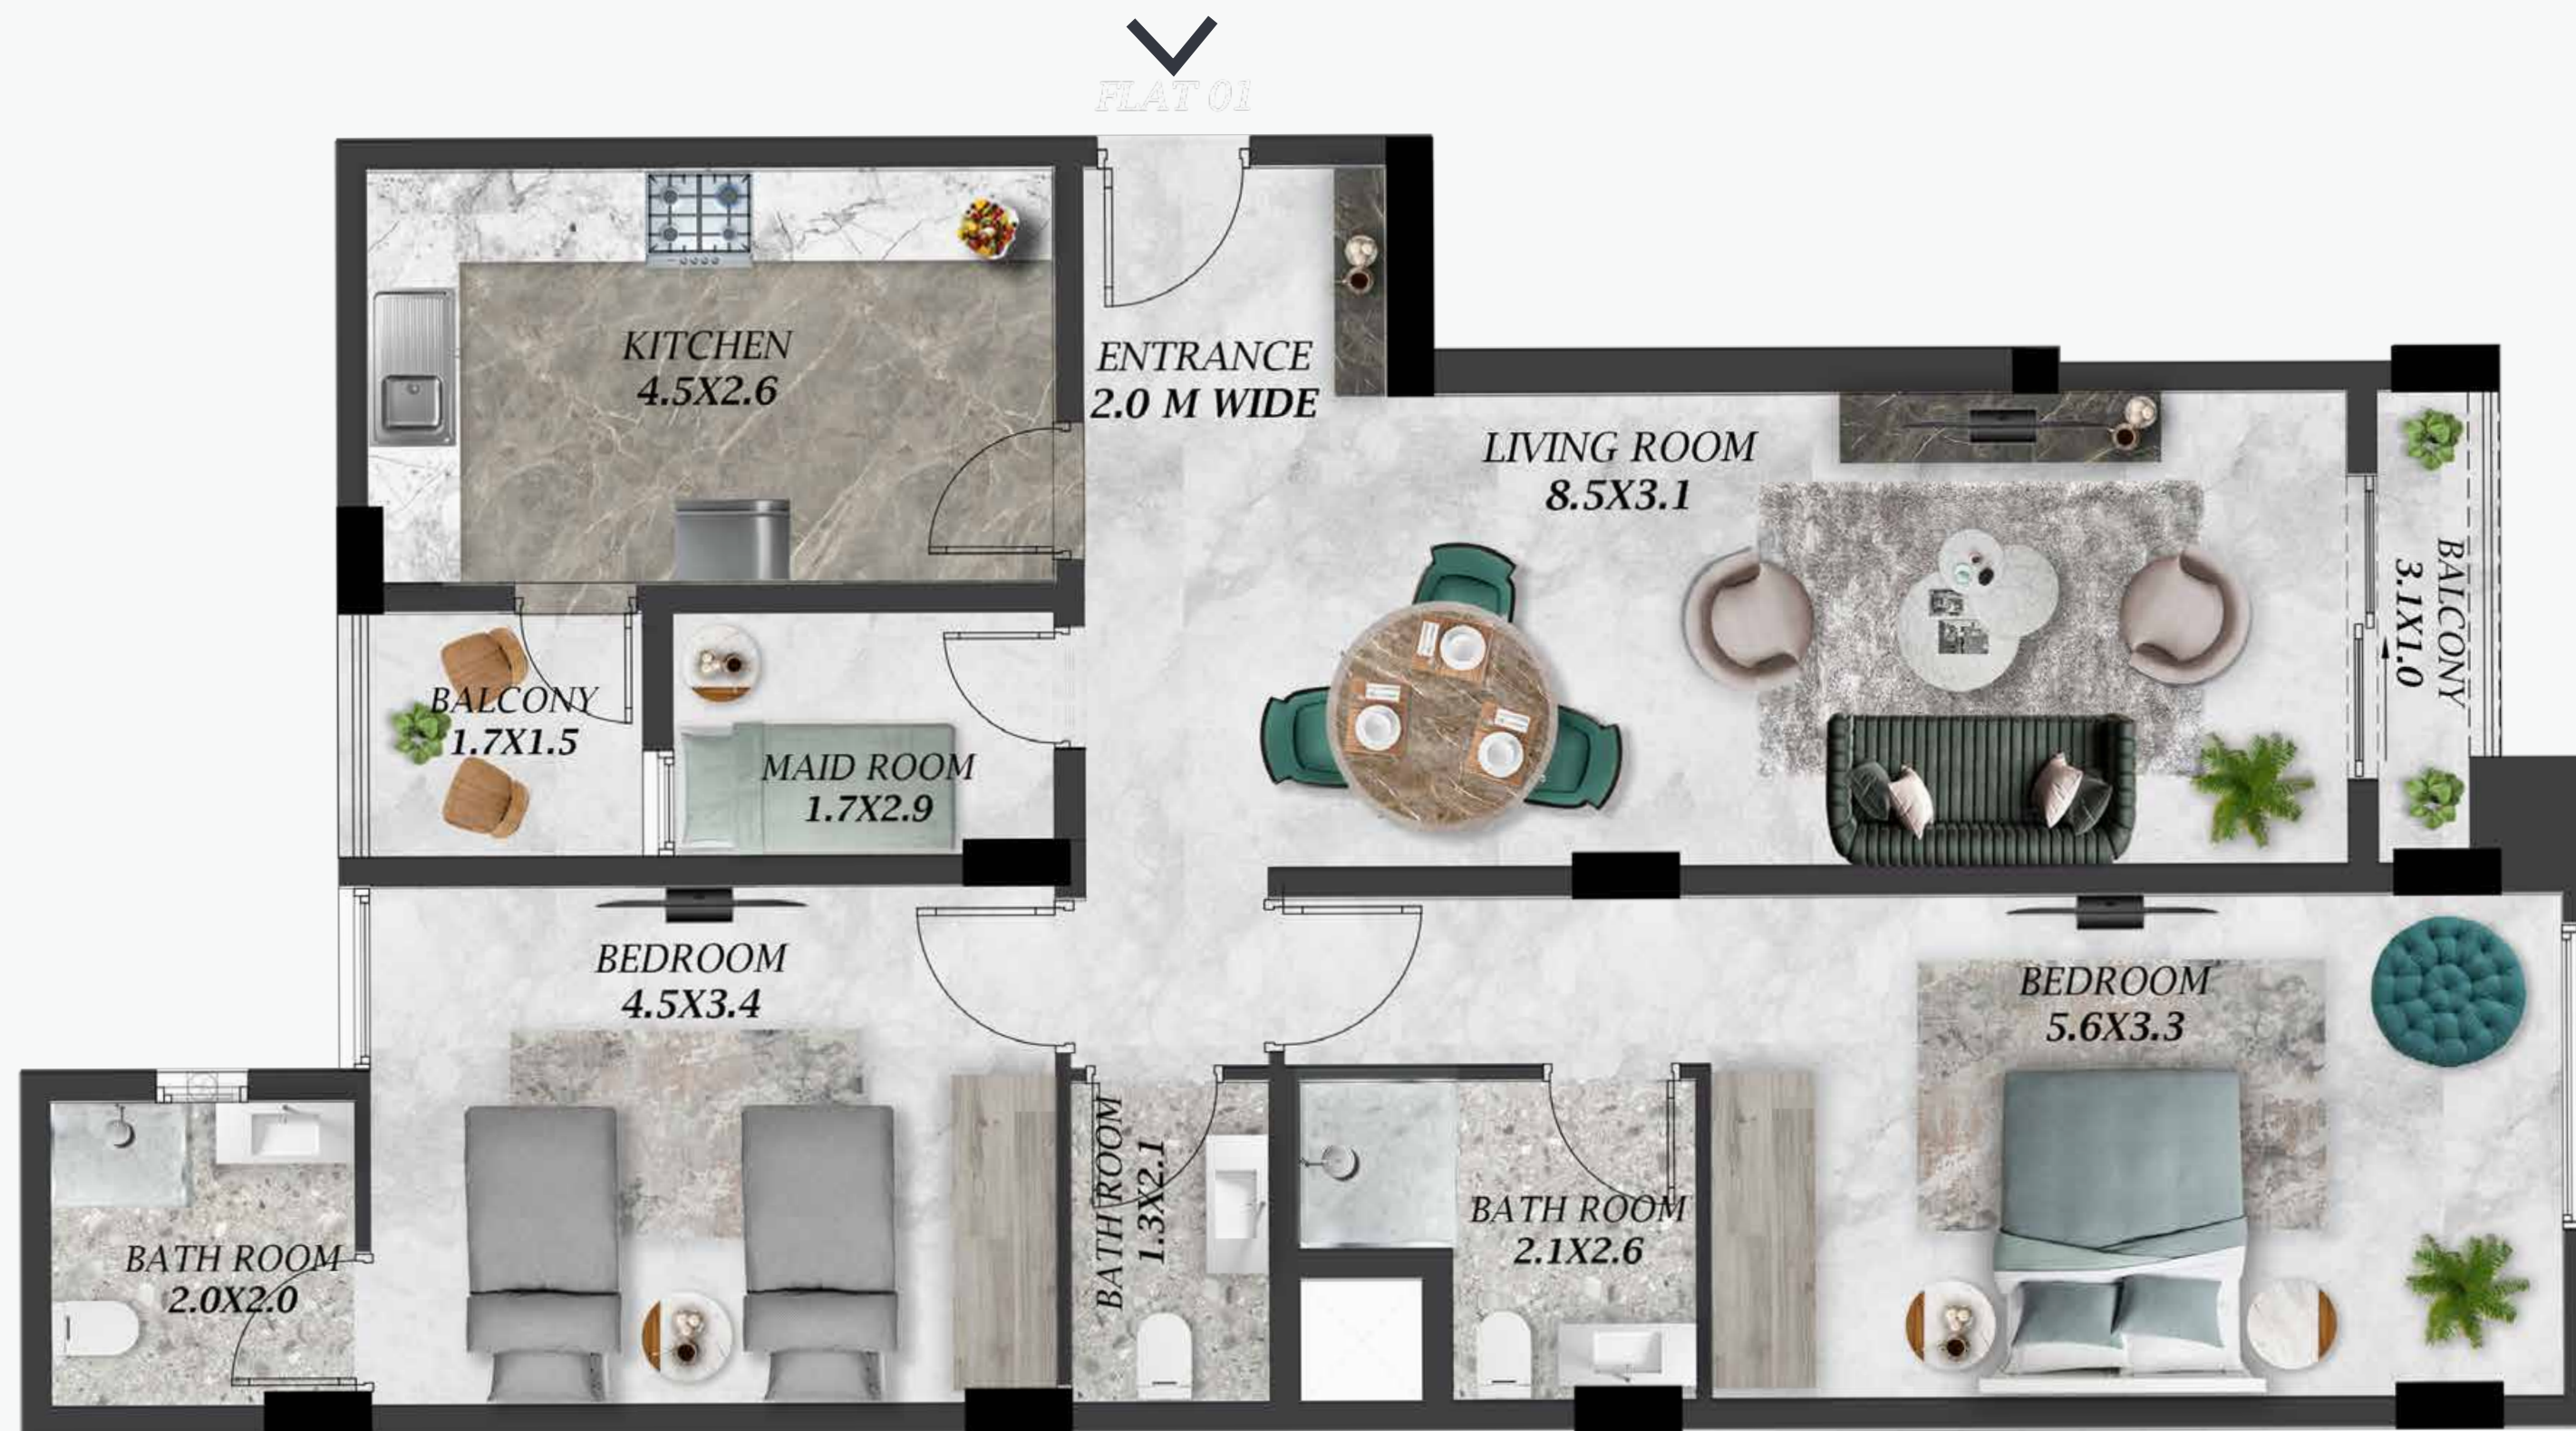 FLAT 01
KITCHEN
4.5X2.6
ENTRANCE
2.0 M WIDE
LIVING ROOM
8.5X3.1
BALCONY
3.1X1.0
BALCONY
1.7X1.5
MAID ROOM
1.7X2.9
BEDROOM
4.5X3.4
BEDROOM
5.6X3.3
BATH ROOM
2.0X2.0
BATH ROOM
1.3X2.1
BATH ROOM
2.1X2.6